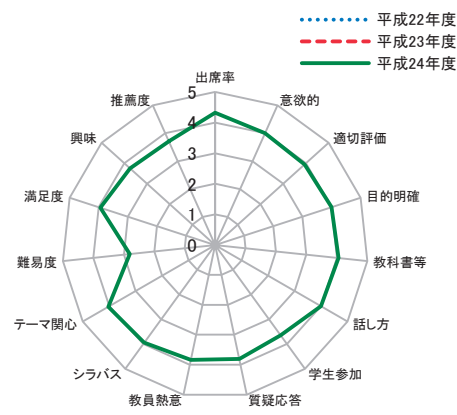 平成22年度
平成23年度
平成24年度
出席率
意欲的
適切評価
目的明確
教科書等
話し方
学生参加
質疑応答
教員熱意
シラバス
テーマ関心
難易度
満足度
興味
推薦度
5
4
3
2
1
0